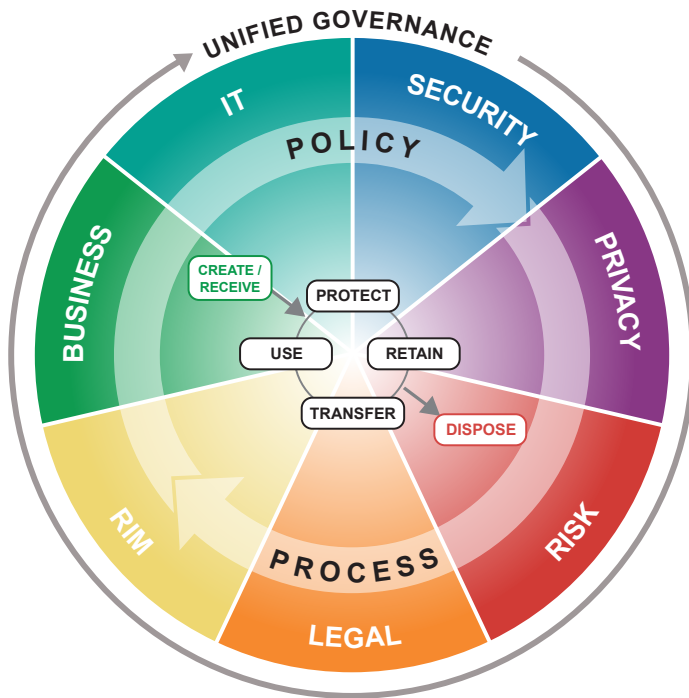 UNIFIED GOVERNANCE
IT
SECURITY
POLICY
BUSINESS
PRIVACY
CREATE /
RECEIVE
PROTECT
USE
RETAIN
TRANSFER
DISPOSE
RIM
RISK
PROCESS
LEGAL